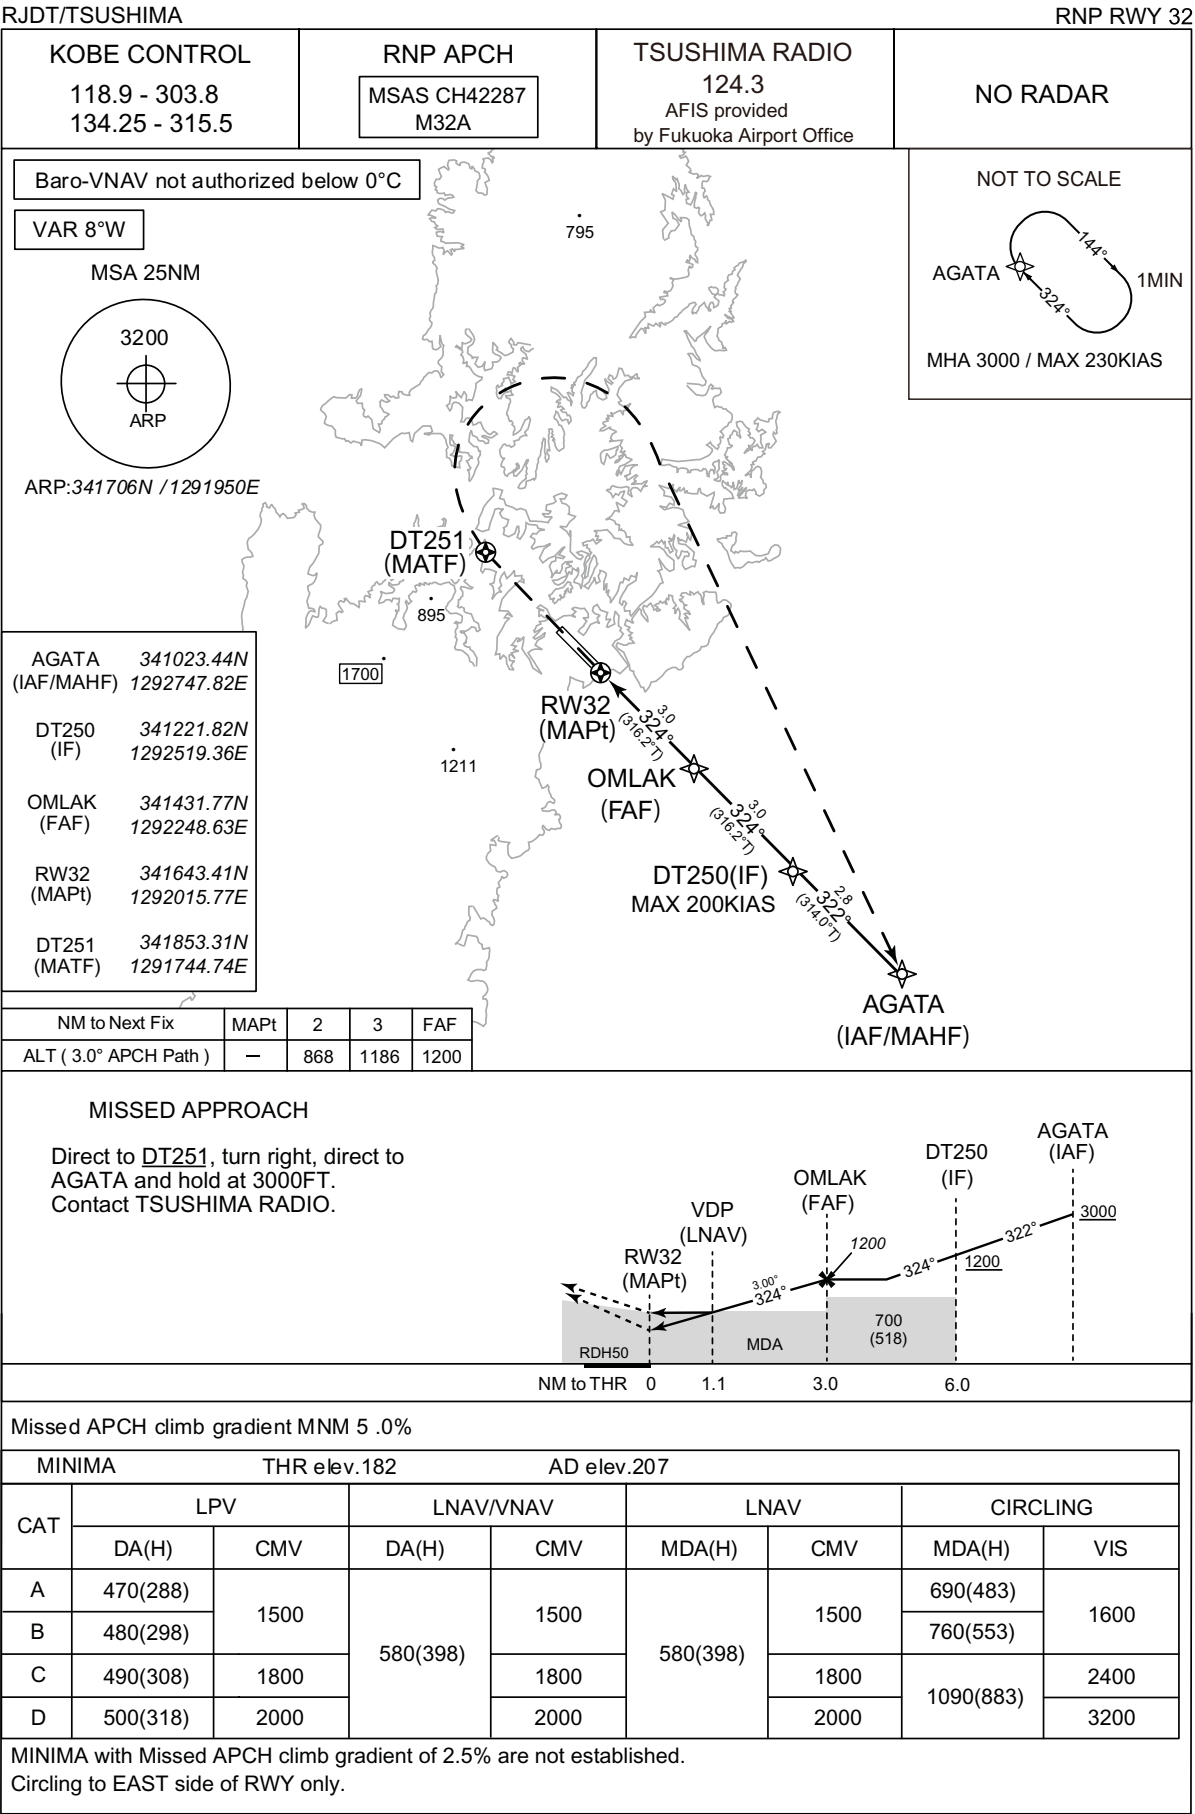 RJDT/TSUSHIMA
RNP RWY 32
KOBE CONTROL
118.9 - 303.8
134.25 - 315.5
RNP APCH
MSAS CH42287
M32A
TSUSHIMA RADIO
124.3
AFIS provided
by Fukuoka Airport Office
NO RADAR
Baro-VNAV not authorized below 0°C
VAR 8°W
MSA 25NM
3200
ARP
ARP:341706N /1291950E
795
NOT TO SCALE
AGATA
144°
324°
1MIN
MHA 3000 / MAX 230KIAS
DT251
(MATF)
895
1700
1211
RW32
(MAPt)
3.0
324°
(316.2°T)
OMLAK
(FAF)
3.0
324°
(316.2°T)
DT250(IF)
MAX 200KIAS
2.8
322°
(314.0°T)
AGATA
(IAF/MAHF)
AGATA 341023.44N
(IAF/MAHF) 1292747.82E
DT250 341221.82N
(IF) 1292519.36E
OMLAK 341431.77N
(FAF) 1292248.63E
RW32 341643.41N
(MAPt) 1292015.77E
DT251 341853.31N
(MATF) 1291744.74E
NM to Next Fix MAPt 2 3 FAF
ALT ( 3.0° APCH Path ) — 868 1186 1200
MISSED APPROACH
Direct to DT251, turn right, direct to
AGATA and hold at 3000FT.
Contact TSUSHIMA RADIO.
AGATA
(IAF)
DT250
(IF)
OMLAK
(FAF)
VDP
(LNAV)
RW32
(MAPt)
3000
322°
1200
324°
1200
3.00°
324°
700
(518)
MDA
RDH50
NM to THR 0 1.1 3.0 6.0
Missed APCH climb gradient MNM 5 .0%
MINIMA THR elev.182 AD elev.207
CAT LPV LNAV/VNAV LNAV CIRCLING
DA(H) CMV DA(H) CMV MDA(H) CMV MDA(H) VIS
A 470(288) 1500 580(398) 1500 580(398) 1500 690(483) 1600
B 480(298) 760(553)
C 490(308) 1800 1800 1800 1090(883) 2400
D 500(318) 2000 2000 2000 3200
MINIMA with Missed APCH climb gradient of 2.5% are not established.
Circling to EAST side of RWY only.